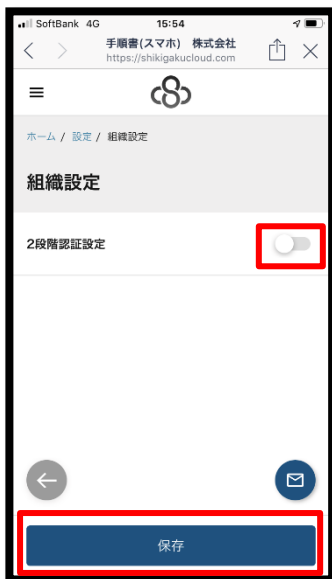 SoftBank 4G 15:54
手順書(スマホ) 株式会社
https://shikigakucloud.com
ホーム / 設定 / 組織設定
組織設定
2段階認証設定
保存